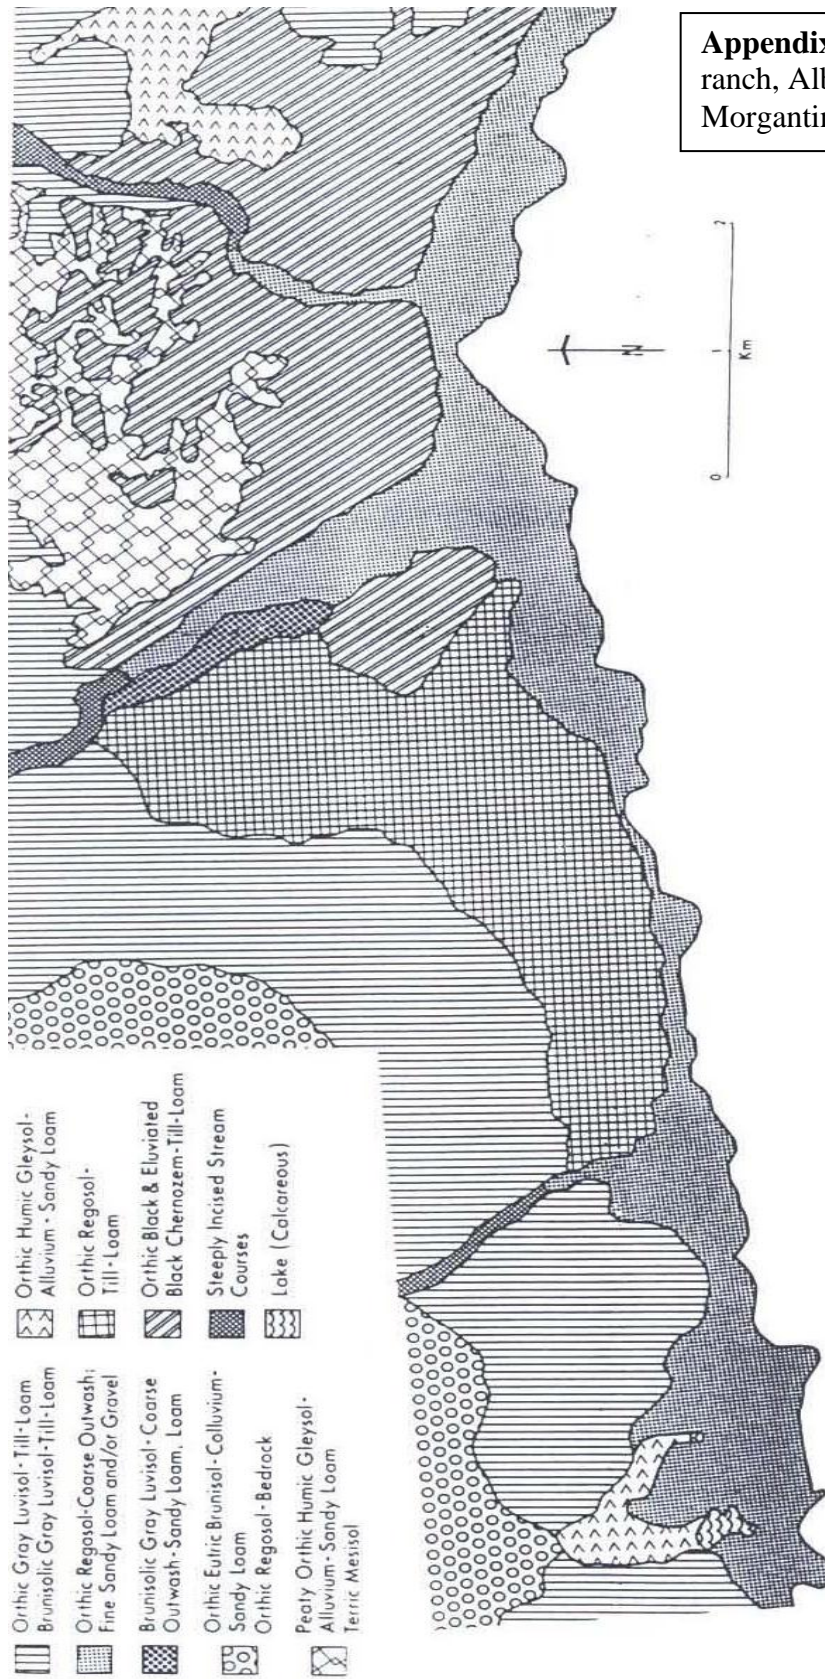 Appendix
ranch, Alb
Morgantin
Orthic Gray Luvisol-Till-Loam
Brunisolic Gray Luvisol-Till-Loam
Orthic Regosol-Coarse Outwash;
Fine Sandy Loam and/or Gravel
Brunisolic Gray Luvisol-Coarse
Outwash-Sandy Loam, Loam
Orthic Eutric Brunisol-Colluvium-
Sandy Loam
Orthic Regosol-Bedrock
Peaty Orthic Humic Gleysol-
Alluvium-Sandy Loam
Terric Mesisol
Orthic Humic Gleysol-
Alluvium-Sandy Loam
Orthic Regosol-
Till-Loam
Orthic Black & Eluviated
Black Chernozem-Till-Loam
Steeply Incised Stream
Courses
Lake (Calcareous)
N
0 1 2
Km